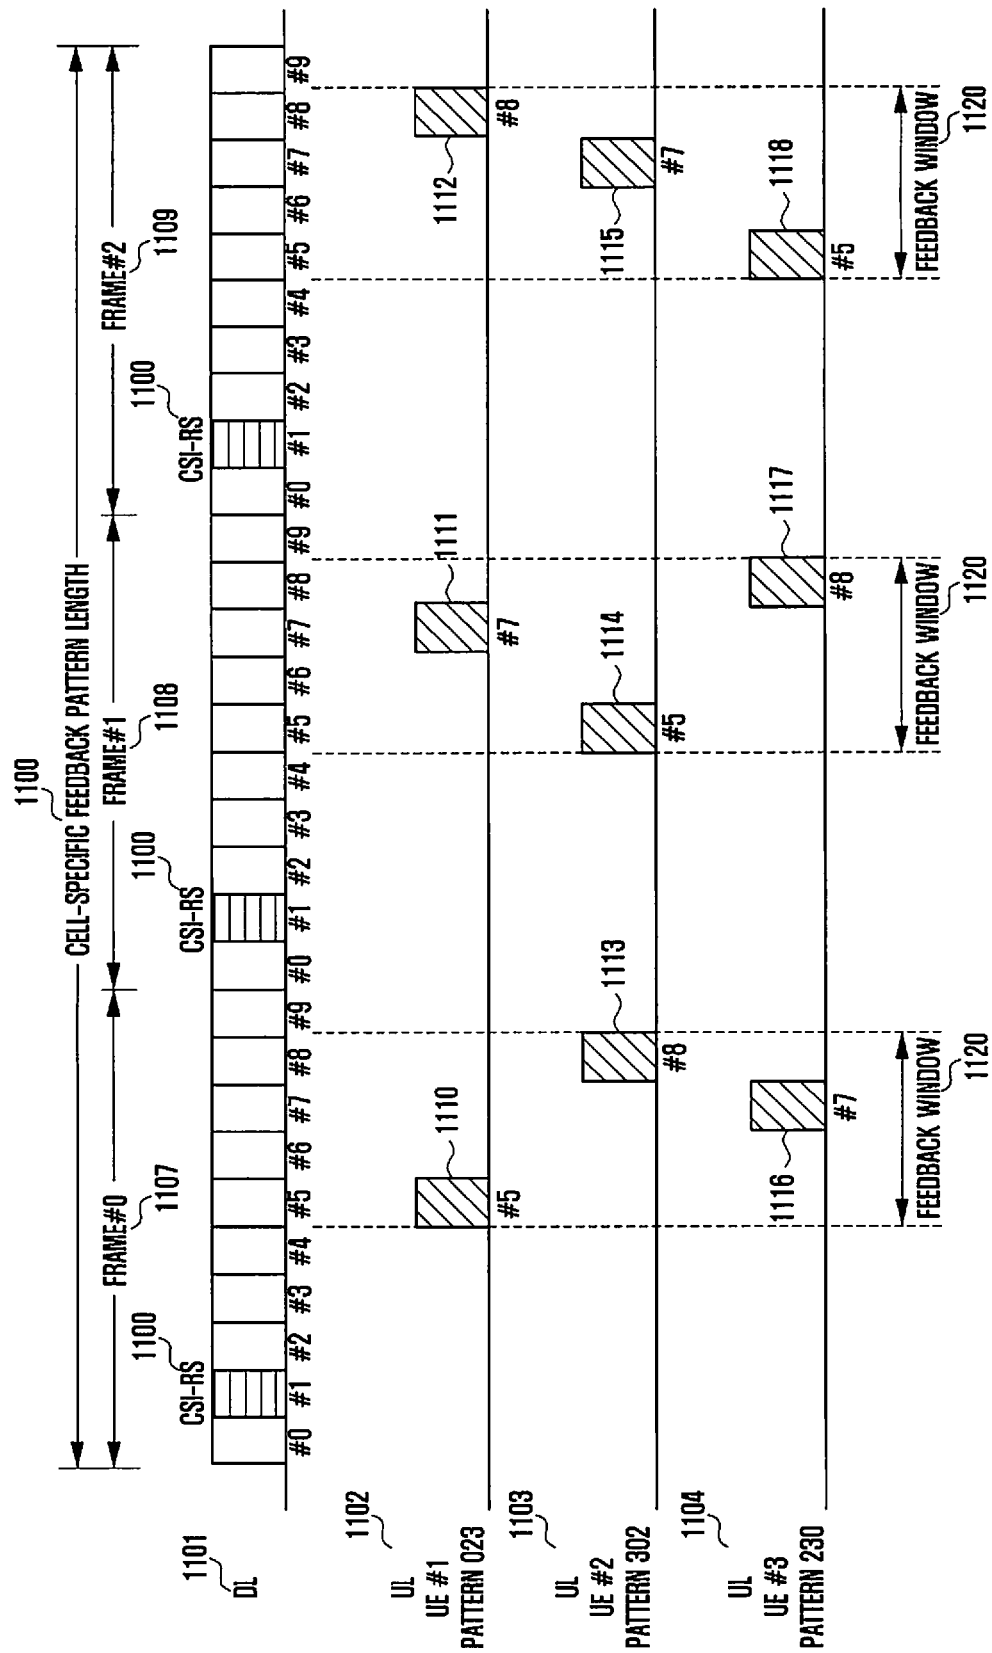 1100
CELL-SPECIFIC FEEDBACK PATTERN LENGTH
FRAME#0
1107
FRAME#1
1108
FRAME#2
1109
CSI-RS
1100
CSI-RS
1100
CSI-RS
1100
1101
DL
#0 #1 #2 #3 #4 #5 #6 #7 #8 #9 #0 #1 #2 #3 #4 #5 #6 #7 #8 #9 #0 #1 #2 #3 #4 #5 #6 #7 #8 #9
1102
UL
UE #1
PATTERN 023
1110
#5
1111
#7
1112
#8
1103
UL
UE #2
PATTERN 302
1113
#8
1114
#5
1115
#7
1104
UL
UE #3
PATTERN 230
1116
#7
1117
#8
1118
#5
FEEDBACK WINDOW
1120
FEEDBACK WINDOW
1120
FEEDBACK WINDOW
1120